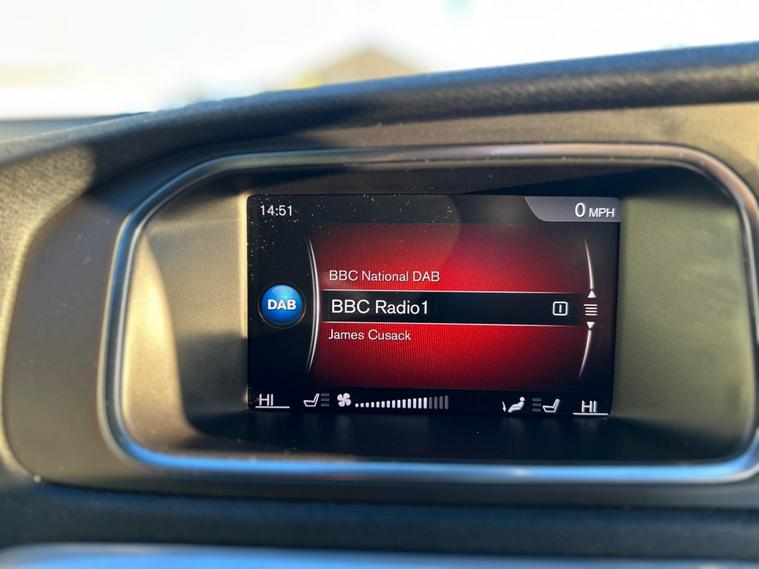 14:51
0 MPH
BBC National DAB
DAB
BBC Radio1
James Cusack
HI
HI